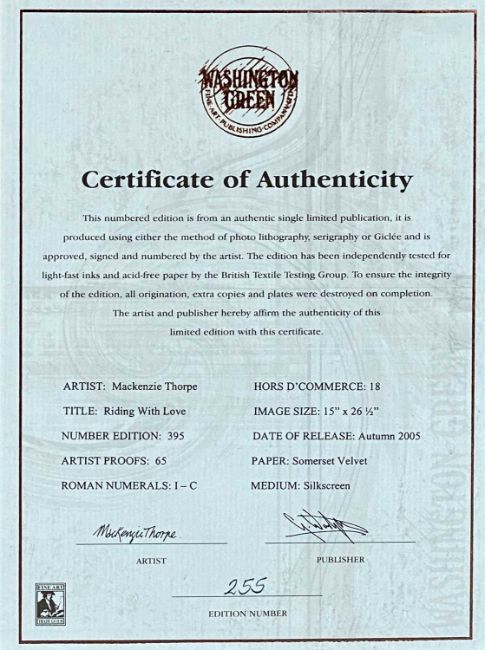 WASHINGTON
GREEN
FINE·ART·PUBLISHING·COMPANY·LTD
Certificate of Authenticity
This numbered edition is from an authentic single limited publication, it is
produced using either the method of photo lithography, serigraphy or Giclée and is
approved, signed and numbered by the artist. The edition has been independently tested for
light-fast inks and acid-free paper by the British Textile Testing Group. To ensure the integrity
of the edition, all origination, extra copies and plates were destroyed on completion.
The artist and publisher hereby affirm the authenticity of this
limited edition with this certificate.
ARTIST: Mackenzie Thorpe
HORS D'COMMERCE: 18
TITLE: Riding With Love
IMAGE SIZE: 15” x 26 ½”
NUMBER EDITION: 395
DATE OF RELEASE: Autumn 2005
ARTIST PROOFS: 65
PAPER: Somerset Velvet
ROMAN NUMERALS: I – C
MEDIUM: Silkscreen
Mackenzie Thorpe
ARTIST
PUBLISHER
255
EDITION NUMBER
FINE ART
TRADE GUILD
WASHINGTON GREEN